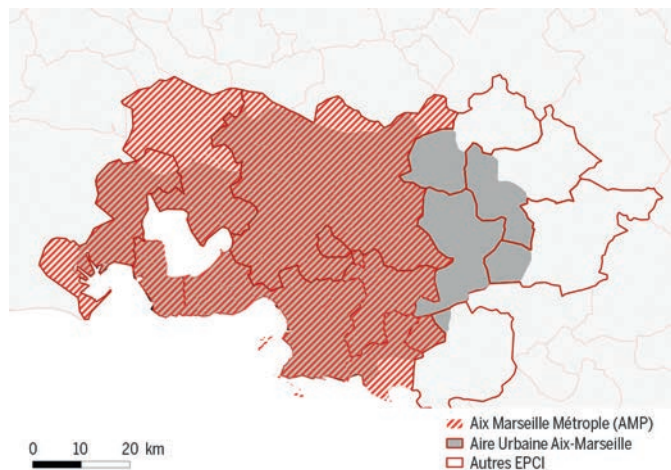 Aix Marseille Métrople (AMP)
Aire Urbaine Aix-Marseille
Autres EPCI
0 10 20 km